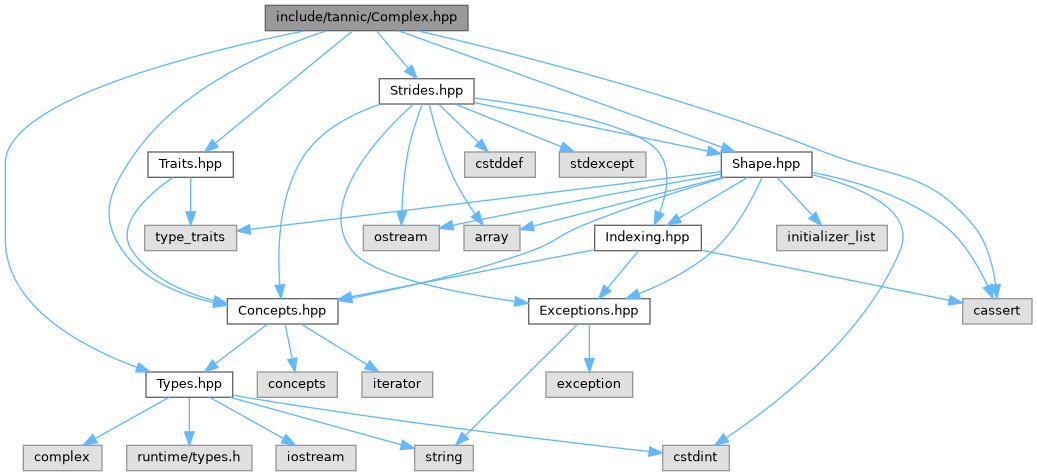 include/tannic/Complex.hpp
Strides.hpp
Traits.hpp
cstddef
stdexcept
Shape.hpp
type_traits
ostream
array
Indexing.hpp
initializer_list
Concepts.hpp
Exceptions.hpp
cassert
Types.hpp
concepts
iterator
exception
complex
runtime/types.h
iostream
string
cstdint